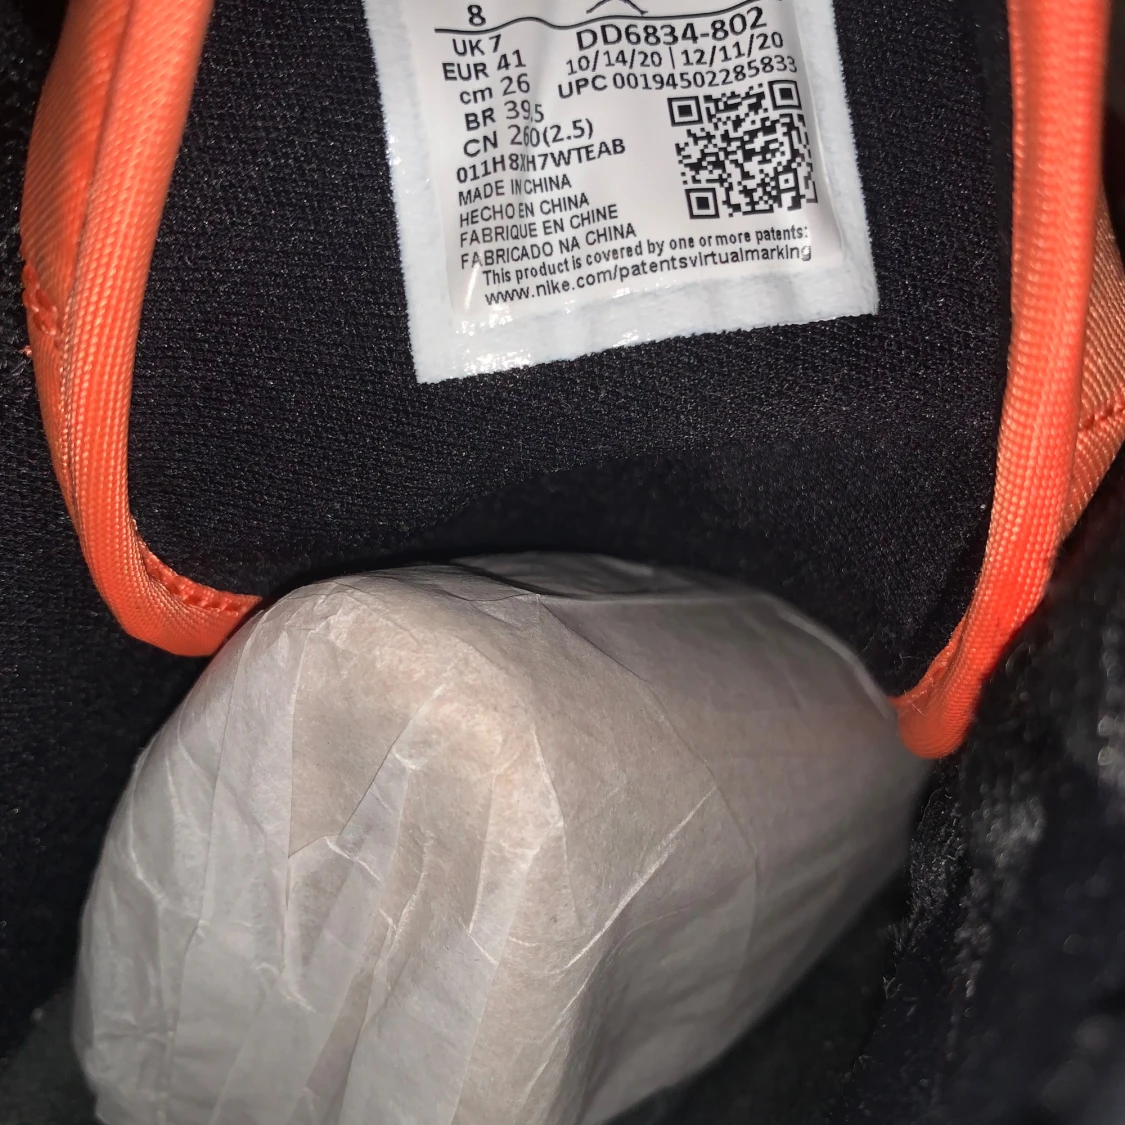 8
UK 7
EUR 41
cm 26
BR 39,5
CN 260(2.5)
011H8XH7WTEAB
DD6834-802
10/14/20 | 12/11/20
UPC 00194502285833
MADE IN CHINA
HECHO EN CHINA
FABRIQUE EN CHINE
FABRICADO NA CHINA
This product is covered by one or more patents:
www.nike.com/patentsvirtualmarking